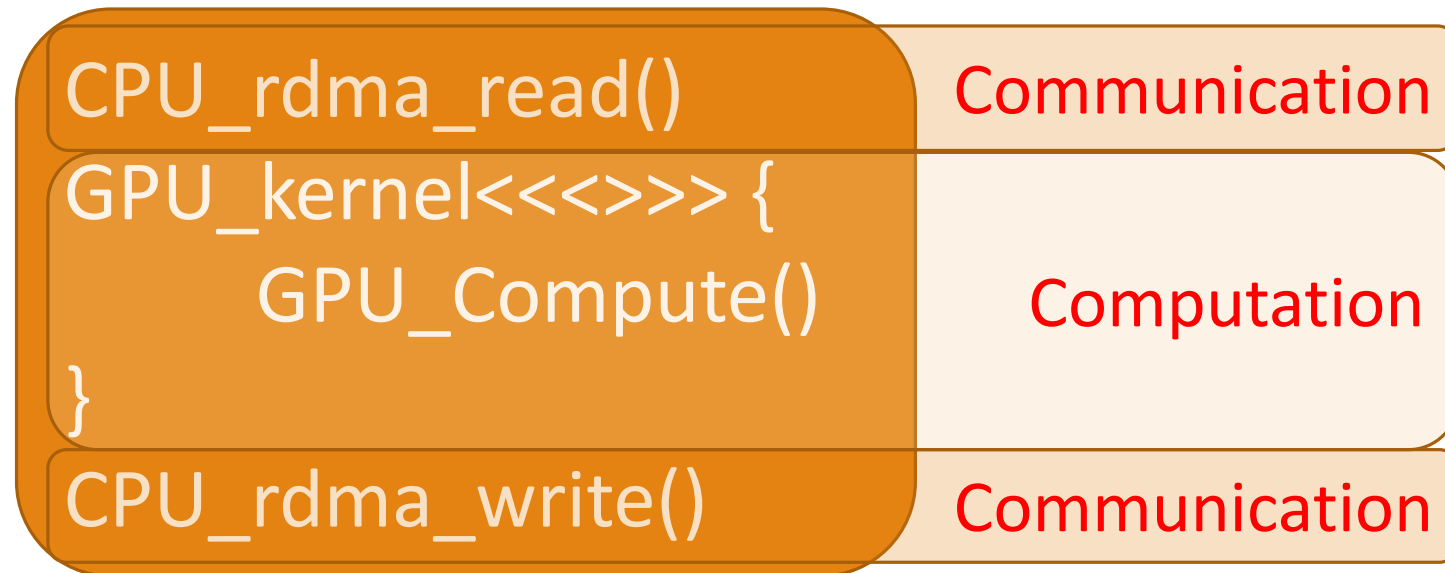 CPU_rdma_read() Communication
GPU_kernel<<<>>> {
GPU_Compute() Computation
}
CPU_rdma_write() Communication